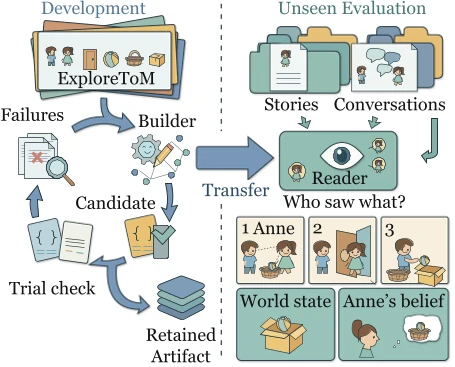 Development
Unseen Evaluation
ExploreToM
Failures
Builder
Candidate
{ }
{ }
Trial check
Retained
Artifact
Transfer
Stories
Conversations
Reader
Who saw what?
1 Anne
2
3
World state
Anne's belief